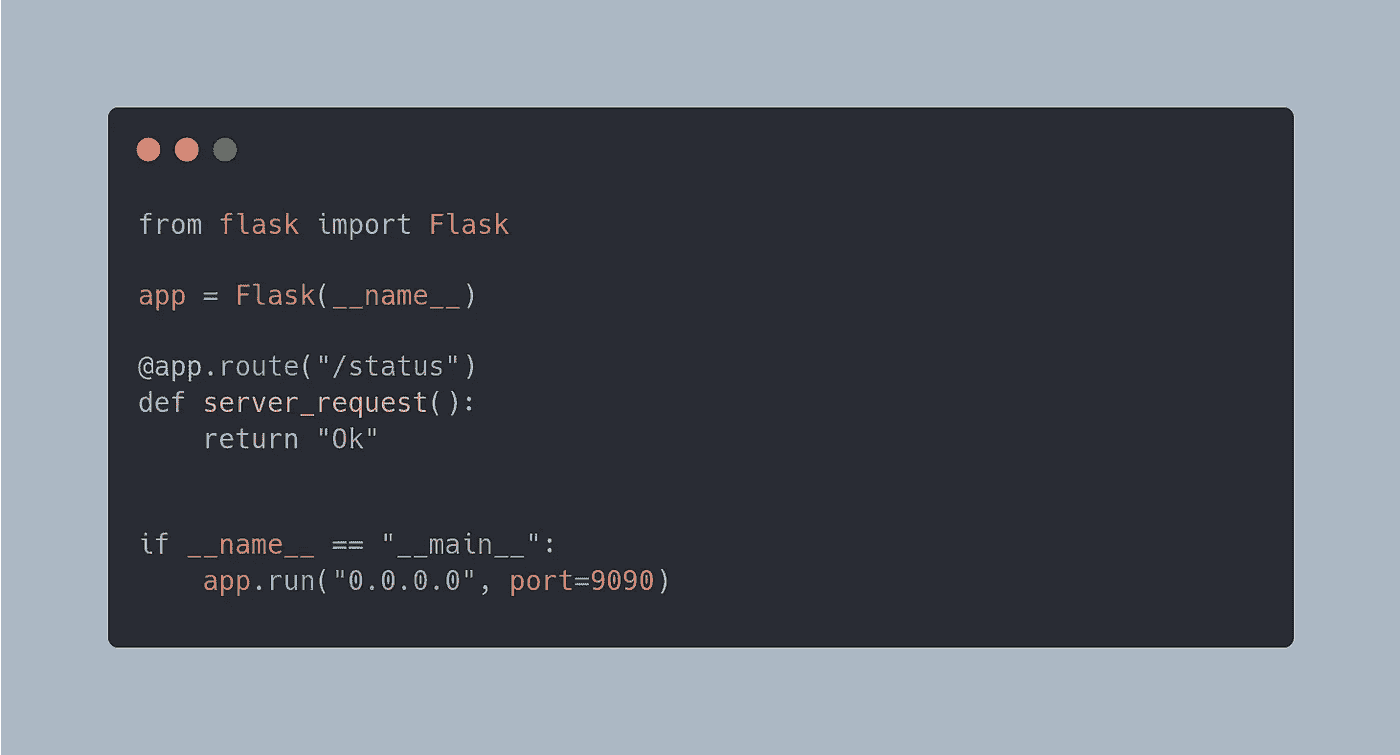 from flask import Flask
app = Flask(__name__)
@app.route("/status")
def server_request():
    return "Ok"
if __name__ == "__main__":
    app.run("0.0.0.0", port=9090)